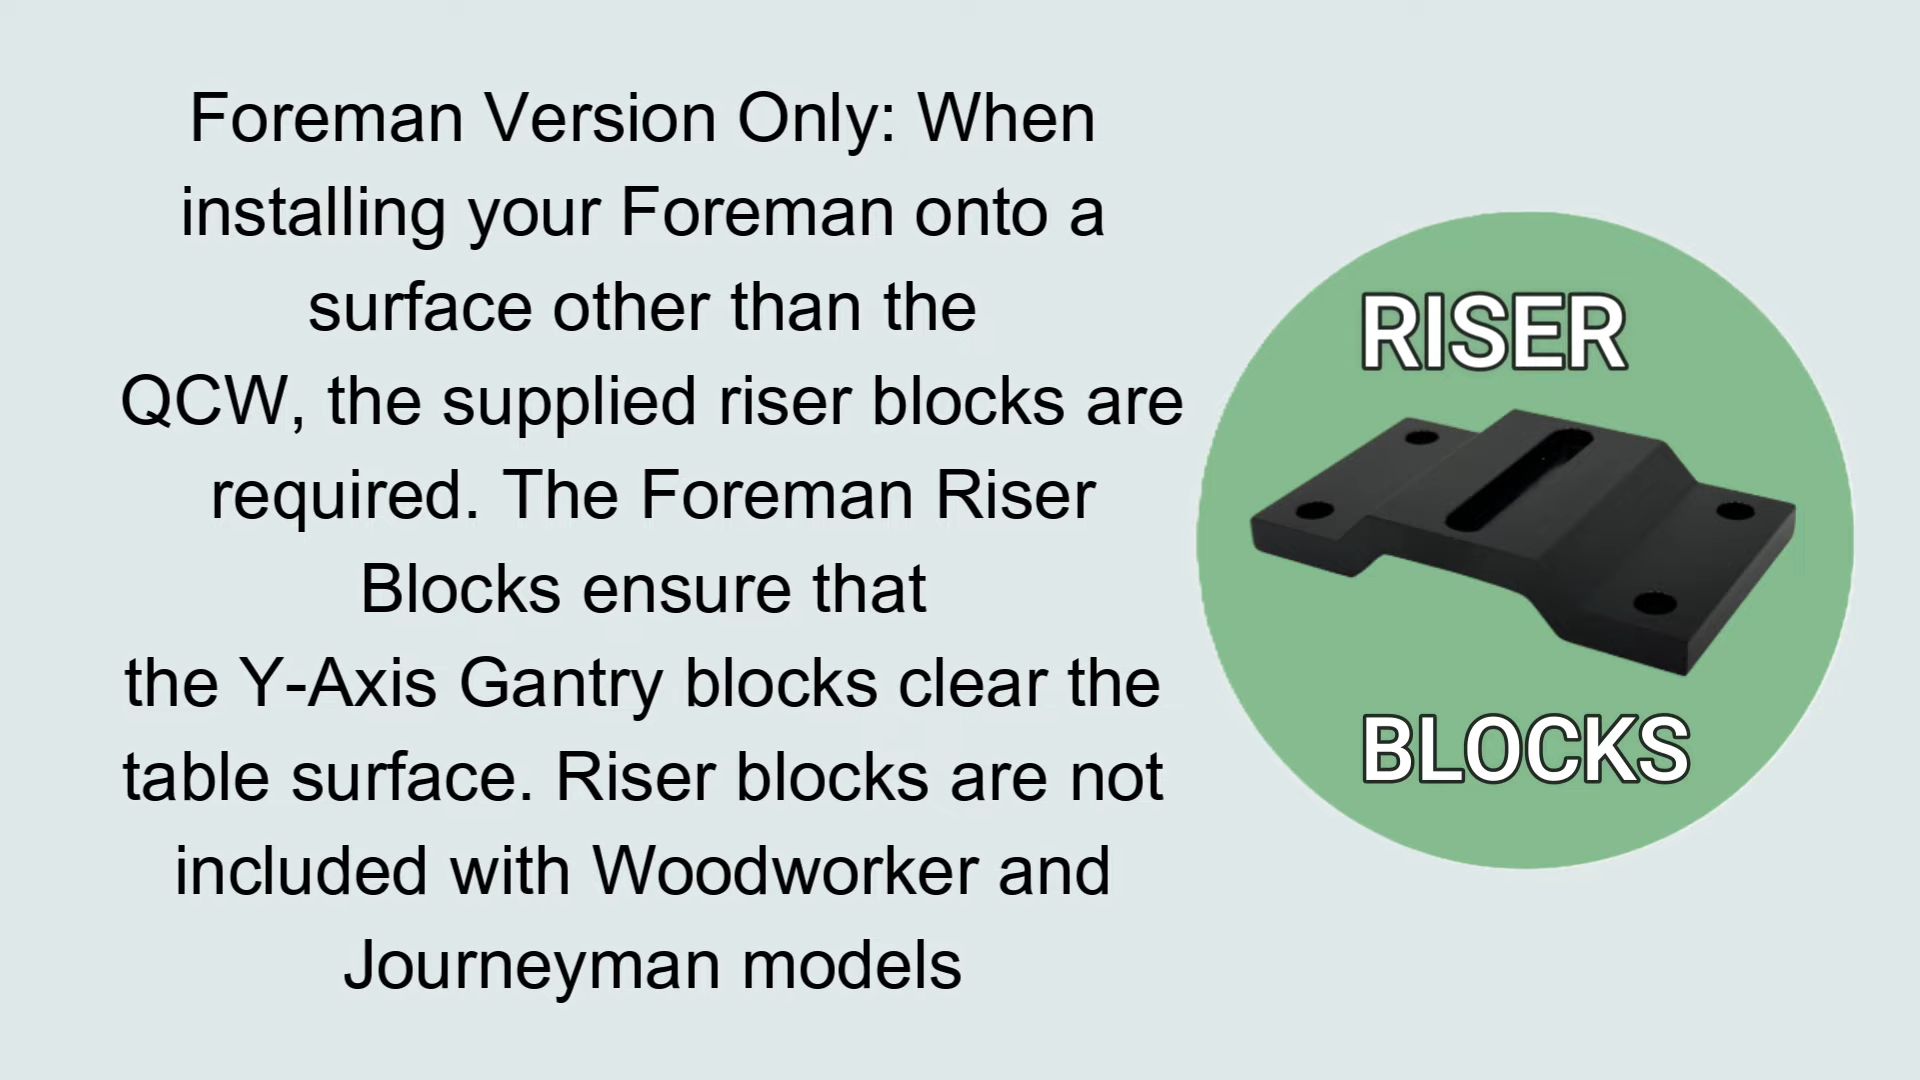 Foreman Version Only: When
installing your Foreman onto a
surface other than the
QCW, the supplied riser blocks are
required. The Foreman Riser
Blocks ensure that
the Y-Axis Gantry blocks clear the
table surface. Riser blocks are not
included with Woodworker and
Journeyman models
RISER
BLOCKS